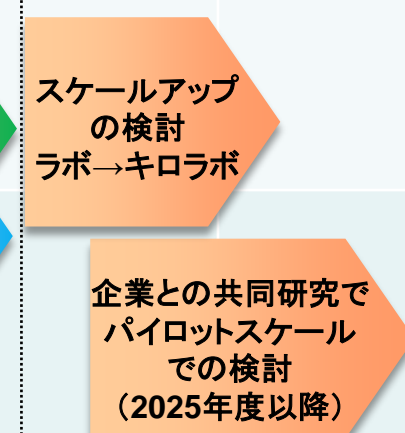 スケールアップ
の検討
ラボ→キロラボ
企業との共同研究で
パイロットスケール
での検討
（2025年度以降）